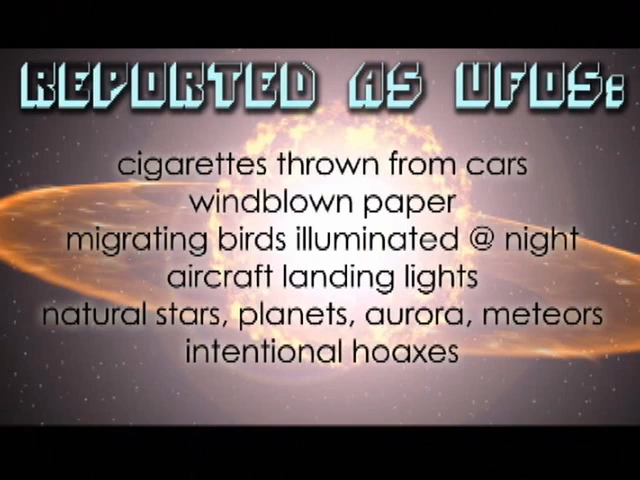 REPORTED AS UFOS:
cigarettes thrown from cars
windblown paper
migrating birds illuminated @ night
aircraft landing lights
natural stars, planets, aurora, meteors
intentional hoaxes